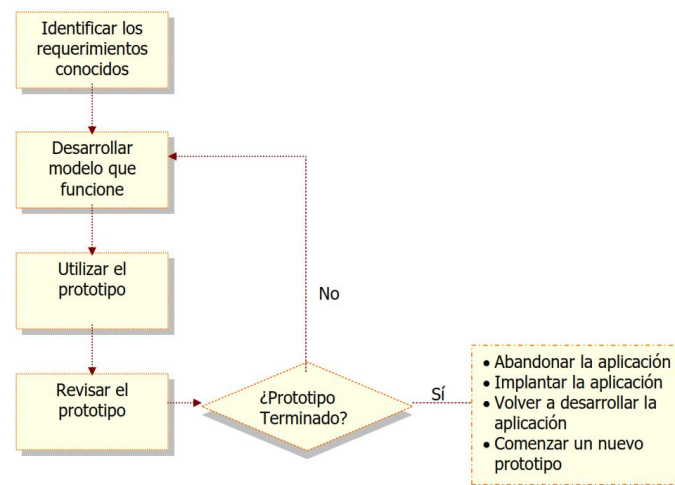 Identificar los
requerimientos
conocidos
Desarrollar
modelo que
funcione
Utilizar el
prototipo
No
Revisar el
prototipo
¿Prototipo
Terminado?
Sí
• Abandonar la aplicación
• Implantar la aplicación
• Volver a desarrollar la
aplicación
• Comenzar un nuevo
prototipo